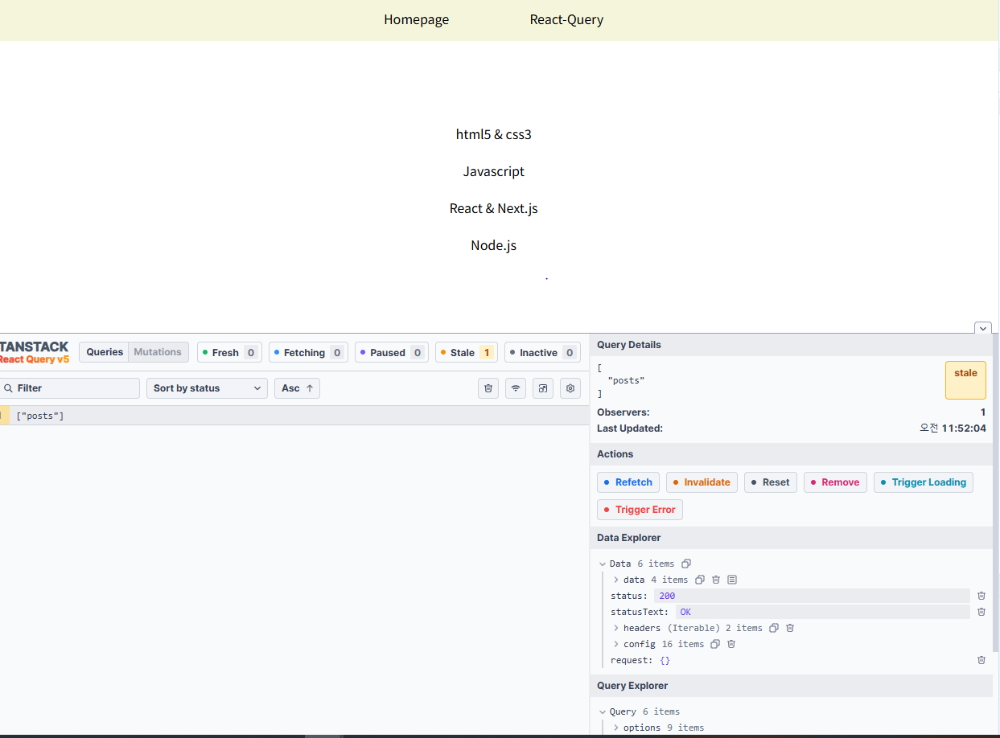 Homepage React-Query
html5 & css3
Javascript
React & Next.js
Node.js
TANSTACK
React Query v5
Queries Mutations Fresh 0 Fetching 0 Paused 0 Stale 1 Inactive 0
Filter Sort by status Asc ↑
["posts"]
Query Details
[
"posts"
]
stale
Observers: 1
Last Updated: 오전 11:52:04
Actions
Refetch Invalidate Reset Remove Trigger Loading
Trigger Error
Data Explorer
Data 6 items
data 4 items
status: 200
statusText: OK
headers (Iterable) 2 items
config 16 items
request: {}
Query Explorer
Query 6 items
options 9 items